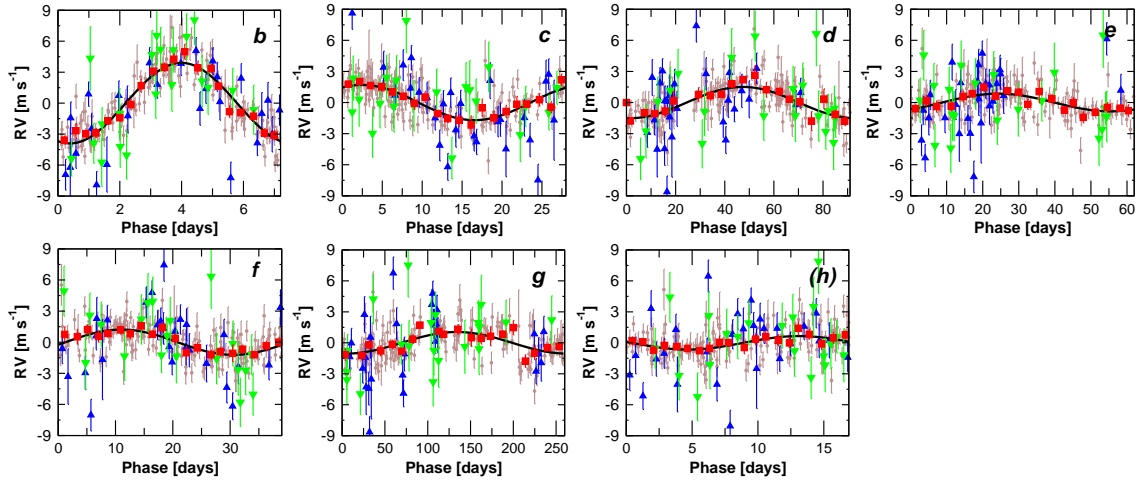 b
c
d
e
RV [m s⁻¹]
9
6
3
0
-3
-6
-9
0 2 4 6
Phase [days]
RV [m s⁻¹]
9
6
3
0
-3
-6
-9
0 5 10 15 20 25
Phase [days]
RV [m s⁻¹]
9
6
3
0
-3
-6
-9
0 20 40 60 80
Phase [days]
RV [m s⁻¹]
9
6
3
0
-3
-6
-9
0 10 20 30 40 50 60
Phase [days]
f
g
(h)
RV [m s⁻¹]
9
6
3
0
-3
-6
-9
0 10 20 30
Phase [days]
RV [m s⁻¹]
9
6
3
0
-3
-6
-9
0 50 100 150 200 250
Phase [days]
RV [m s⁻¹]
9
6
3
0
-3
-6
-9
0 5 10 15
Phase [days]